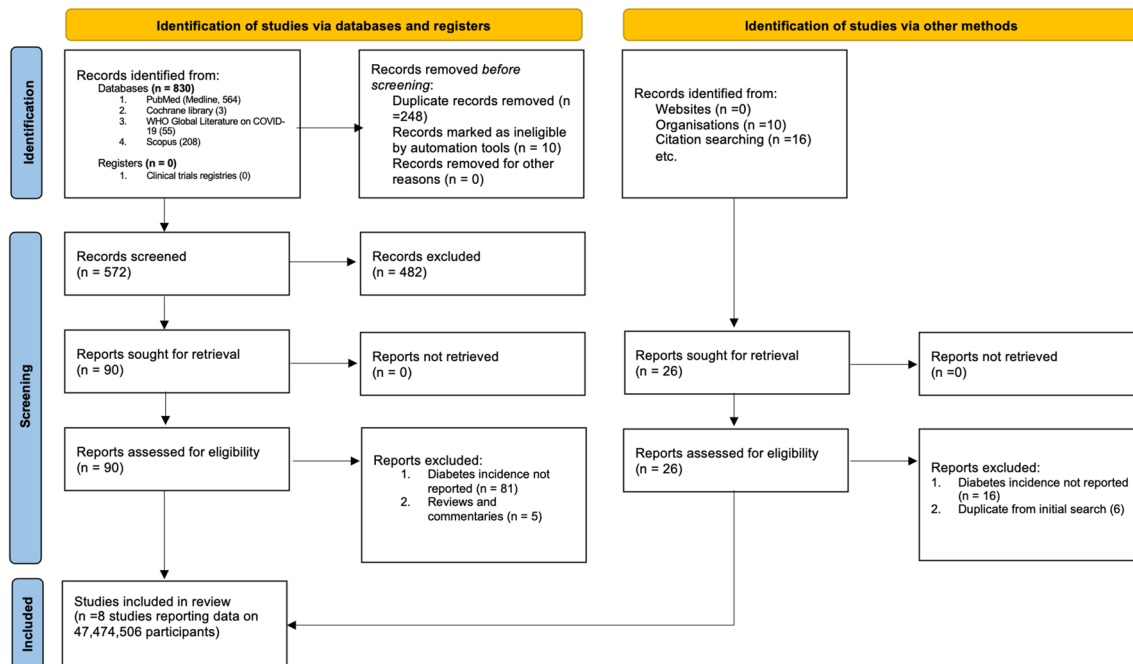 Identification of studies via databases and registers
Identification of studies via other methods
Identification
Records identified from:
Databases (n = 830)
1. PubMed (Medline, 564)
2. Cochrane library (3)
3. WHO Global Literature on COVID-
19 (55)
4. Scopus (208)
Registers (n = 0)
1. Clinical trials registries (0)
Records removed before
screening:
Duplicate records removed (n
=248)
Records marked as ineligible
by automation tools (n = 10)
Records removed for other
reasons (n = 0)
Records identified from:
Websites (n =0)
Organisations (n =10)
Citation searching (n =16)
etc.
Screening
Records screened
(n = 572)
Records excluded
(n = 482)
Reports sought for retrieval
(n = 90)
Reports not retrieved
(n = 0)
Reports sought for retrieval
(n = 26)
Reports not retrieved
(n =0)
Reports assessed for eligibility
(n = 90)
Reports excluded:
1. Diabetes incidence not
reported (n = 81)
2. Reviews and
commentaries (n = 5)
Reports assessed for eligibility
(n = 26)
Reports excluded:
1. Diabetes incidence not reported
(n = 16)
2. Duplicate from initial search (6)
Included
Studies included in review
(n =8 studies reporting data on
47,474,506 participants)